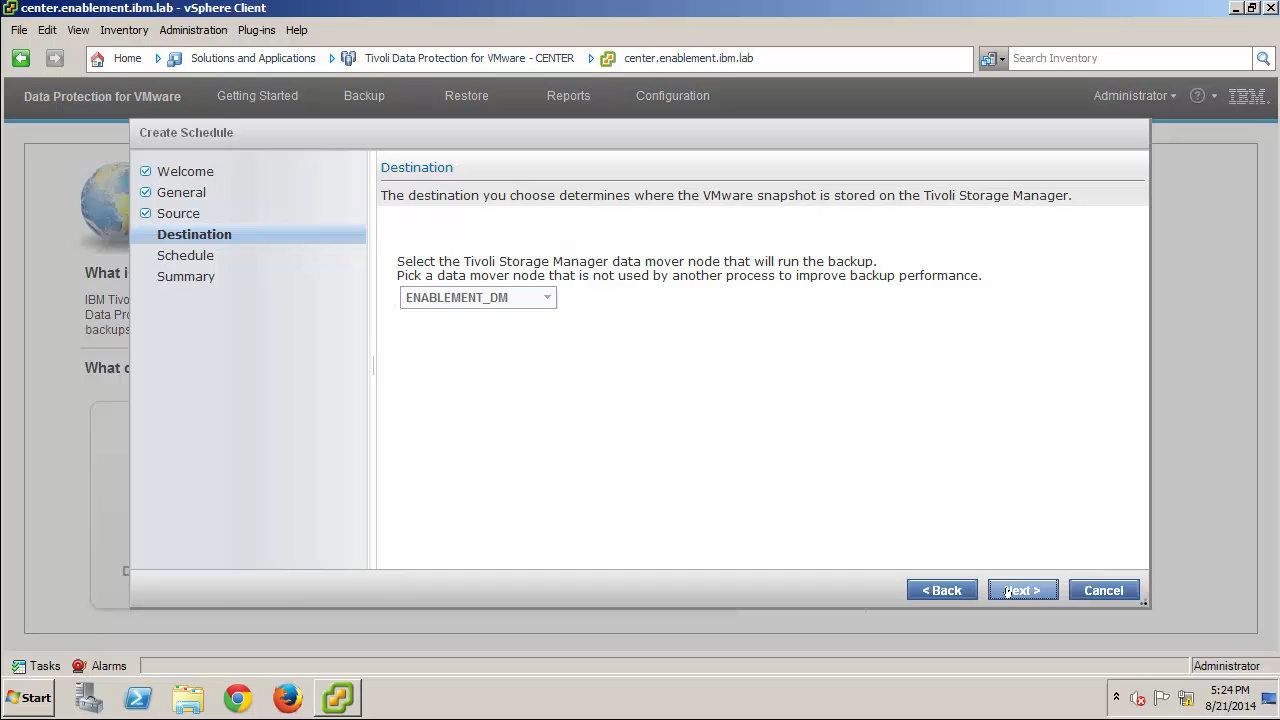 center.enablement.ibm.lab - vSphere Client
File Edit View Inventory Administration Plug-ins Help
Home Solutions and Applications Tivoli Data Protection for VMware - CENTER center.enablement.ibm.lab Search Inventory
Data Protection for VMware Getting Started Backup Restore Reports Configuration Administrator ? IBM.
Create Schedule
Welcome
General
Source
Destination
Schedule
Summary
Destination
The destination you choose determines where the VMware snapshot is stored on the Tivoli Storage Manager.
Select the Tivoli Storage Manager data mover node that will run the backup.
Pick a data mover node that is not used by another process to improve backup performance.
ENABLEMENT_DM
What i
IBM Tivo
Data Pro
backups
What d
D
< Back Next > Cancel
Tasks Alarms Administrator
Start 5:24 PM
8/21/2014